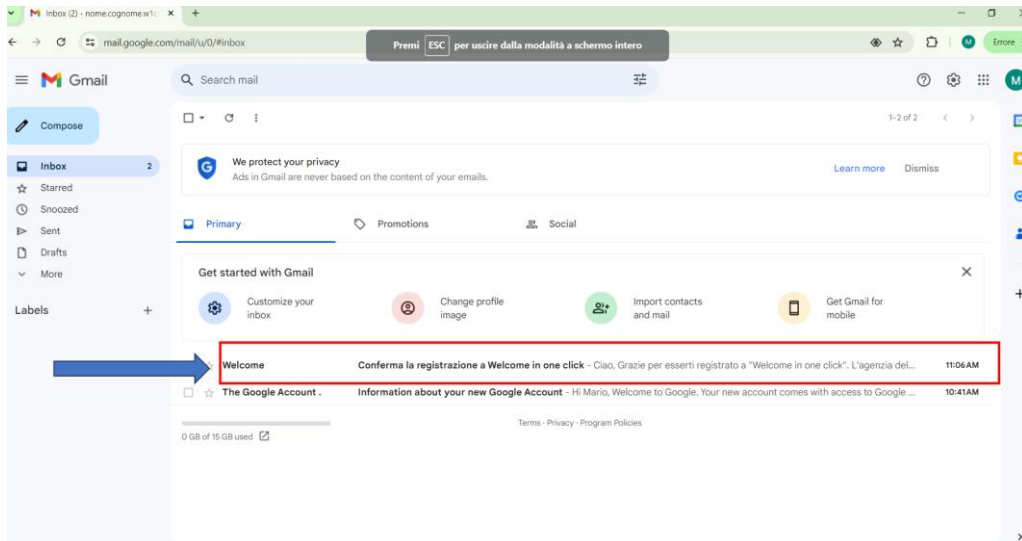 Inbox (2) - nome.cognome.w1
mail.google.com/mail/u/0/#inbox
Premi ESC per uscire dalla modalità a schermo intero
M
Errore
Gmail
Search mail
M
Compose
1–2 of 2
Inbox 2
Starred
Snoozed
Sent
Drafts
More
Labels
G
We protect your privacy
Ads in Gmail are never based on the content of your emails.
Learn more
Dismiss
Primary
Promotions
Social
Get started with Gmail
Customize your
inbox
Change profile
image
Import contacts
and mail
Get Gmail for
mobile
Welcome Conferma la registrazione a Welcome in one click - Ciao, Grazie per esserti registrato a "Welcome in one click". L'agenzia del... 11:06 AM
The Google Account . Information about your new Google Account - Hi Mario, Welcome to Google. Your new account comes with access to Google ... 10:41 AM
0 GB of 15 GB used
Terms · Privacy · Program Policies